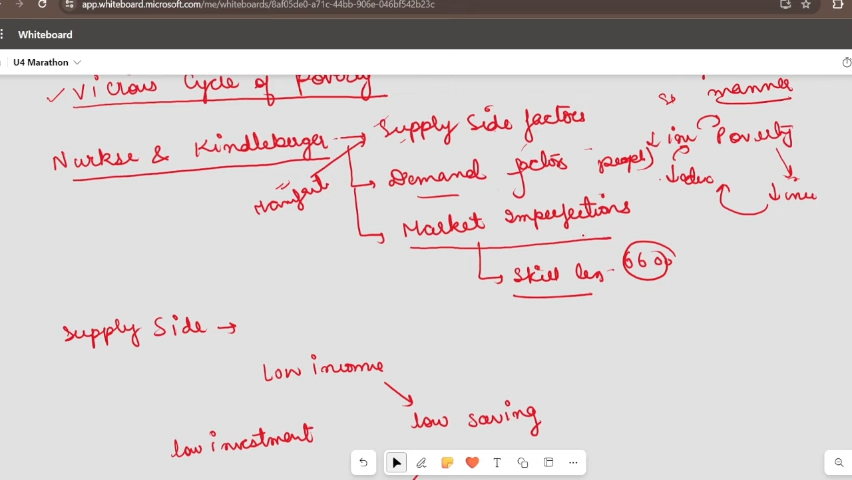 app.whiteboard.microsoft.com/me/whiteboards/8af05de0-a71c-44bb-906e-046bf542b23c
Whiteboard
U4 Marathon
Vicious Cycle of Poverty
manner
Nurkse & Kindleberger → Supply Side factors
Poverty
Demand factors people)
Market Imperfections
Skill
Supply Side →
Low income
low saving
low investment
T